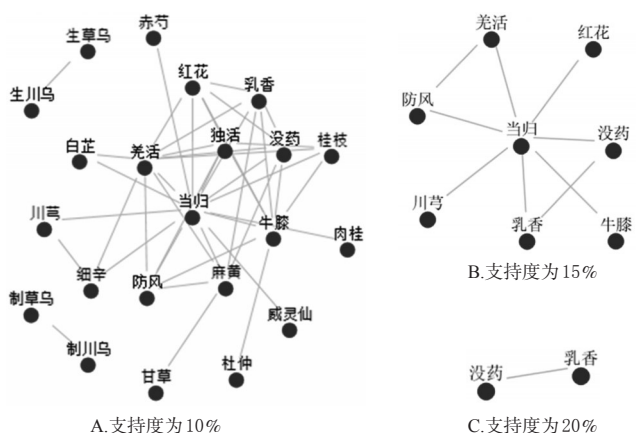 赤芍
生草乌
红花
乳香
生川乌
白芷
羌活
独活
没药
桂枝
川芎
当归
牛膝
肉桂
细辛
防风
麻黄
制草乌
威灵仙
制川乌
甘草
杜仲
A.支持度为10%
羌活
红花
防风
当归
没药
川芎
乳香
牛膝
B.支持度为15%
没药
乳香
C.支持度为20%